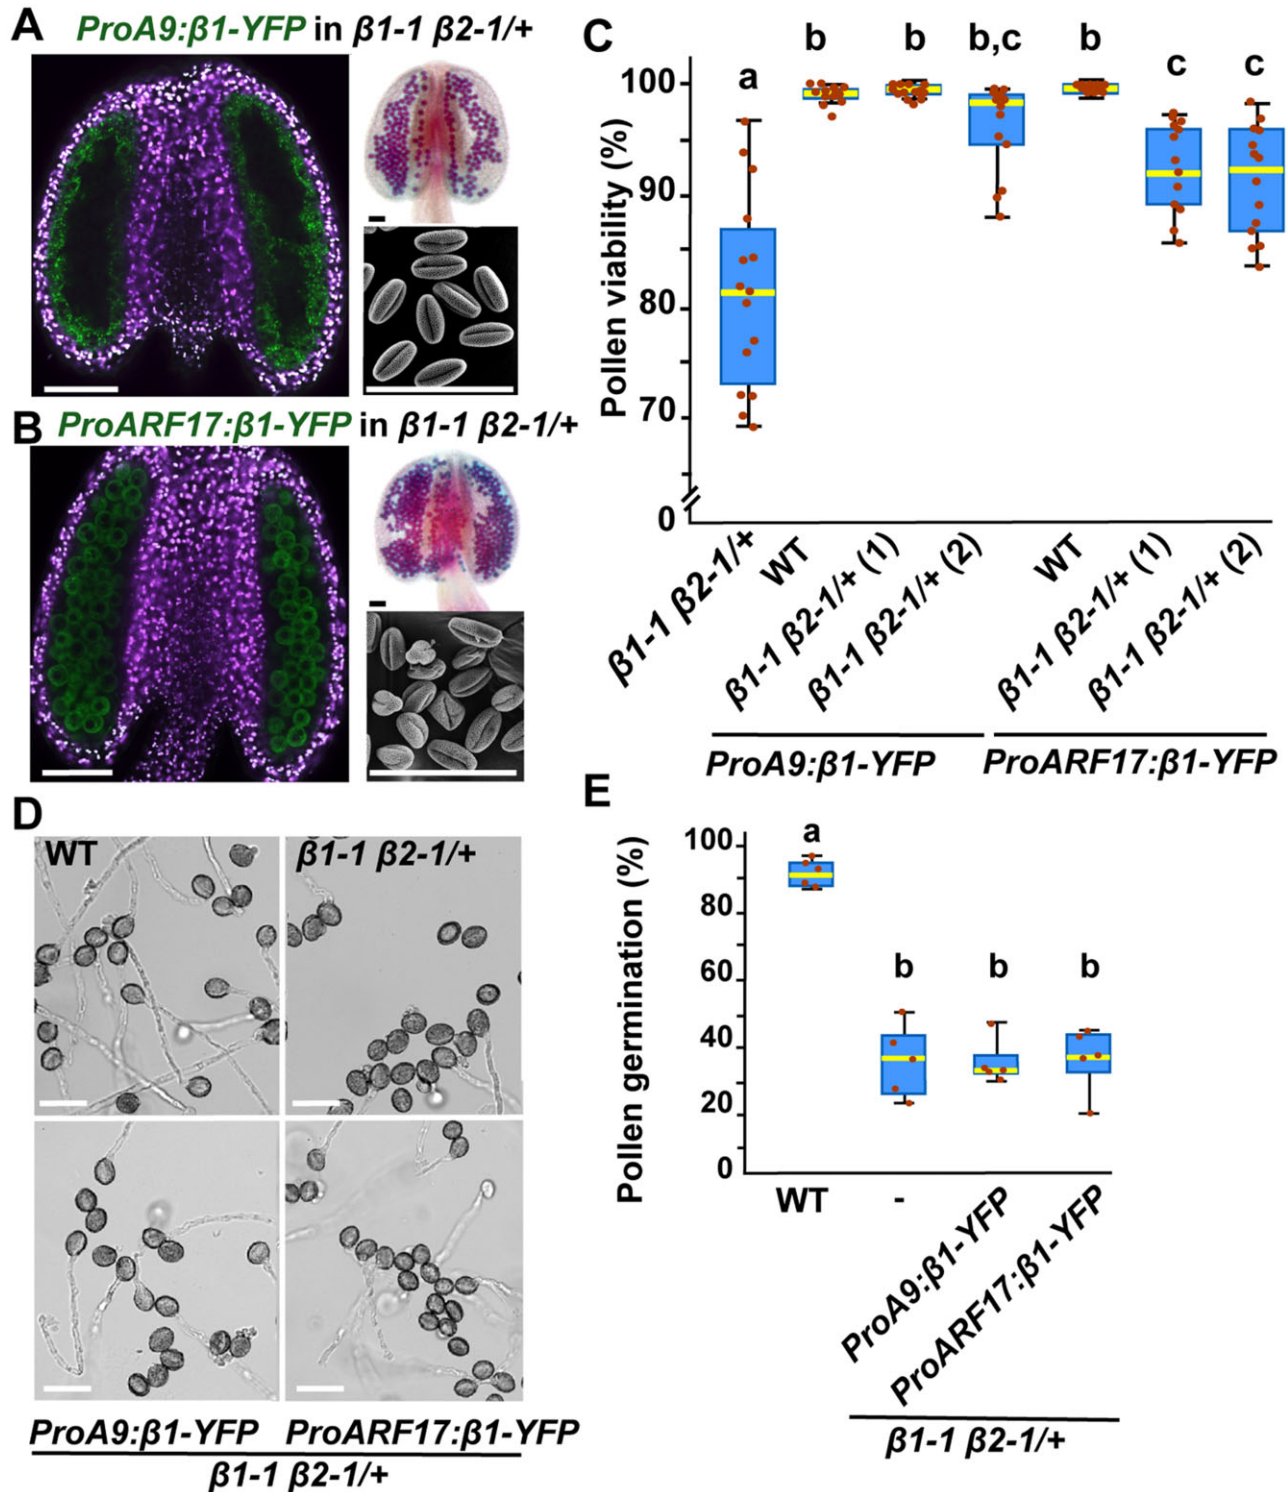 A ProA9:β1-YFP in β1-1 β2-1/+
B ProARF17:β1-YFP in β1-1 β2-1/+
C
Pollen viability (%)
100
90
80
70
0
a
b
b
b,c
b
c
c
β1-1 β2-1/+
WT
β1-1 β2-1/+ (1)
β1-1 β2-1/+ (2)
WT
β1-1 β2-1/+ (1)
β1-1 β2-1/+ (2)
ProA9:β1-YFP
ProARF17:β1-YFP
D
WT
β1-1 β2-1/+
ProA9:β1-YFP
ProARF17:β1-YFP
β1-1 β2-1/+
E
Pollen germination (%)
100
80
60
40
20
0
a
b
b
b
WT
-
ProA9:β1-YFP
ProARF17:β1-YFP
β1-1 β2-1/+